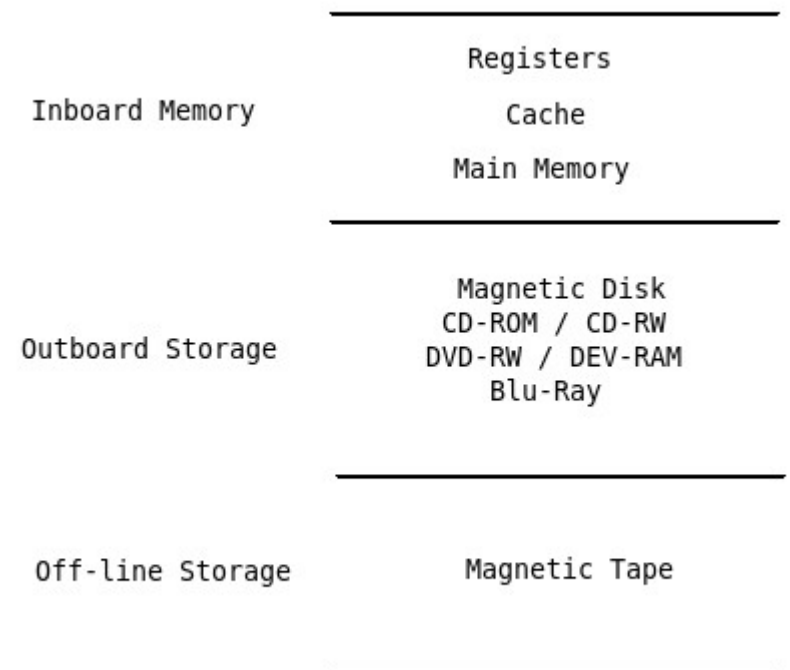 Registers
Inboard Memory
Cache
Main Memory
Magnetic Disk
CD-ROM / CD-RW
Outboard Storage
DVD-RW / DEV-RAM
Blu-Ray
Off-line Storage
Magnetic Tape